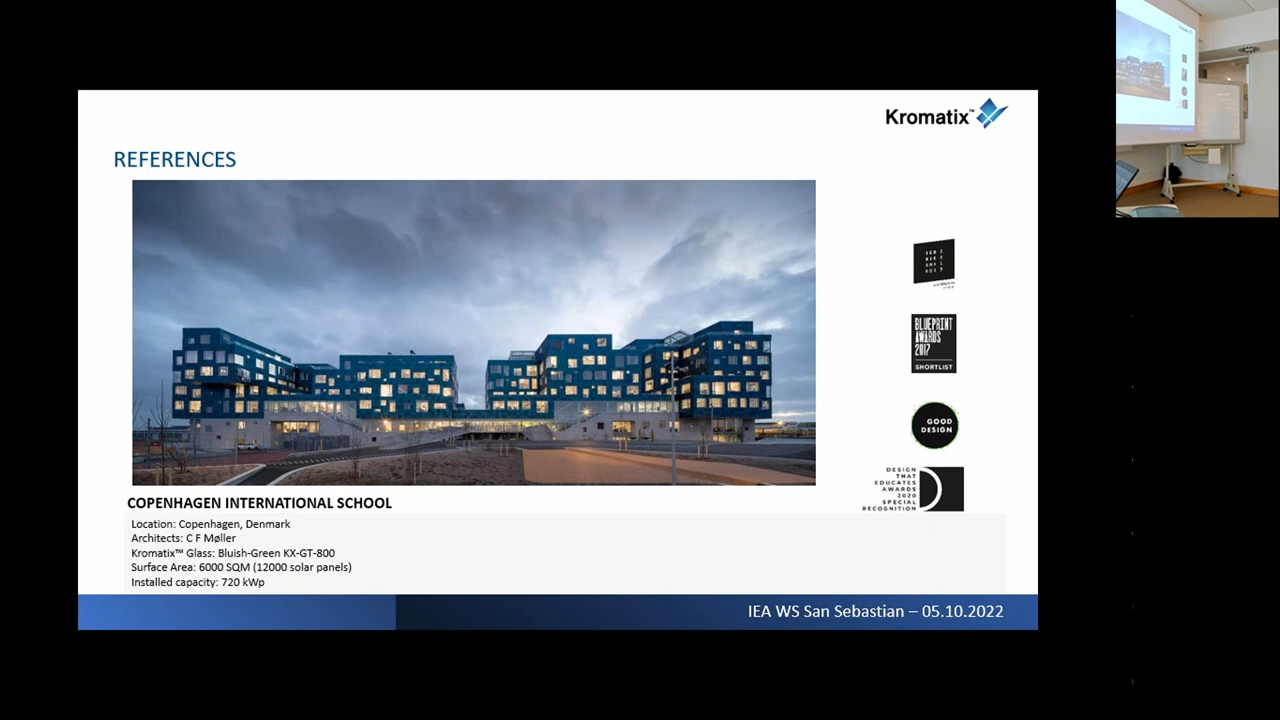 Kromatix™
REFERENCES
BLUEPRINT
AWARDS
2017
SHORTLIST
GOOD
DESIGN
DESIGN
THAT
EDUCATES
AWARDS
2020
SPECIAL
RECOGNITION
COPENHAGEN INTERNATIONAL SCHOOL
Location: Copenhagen, Denmark
Architects: C F Møller
Kromatix™ Glass: Bluish-Green KX-GT-800
Surface Area: 6000 SQM (12000 solar panels)
Installed capacity: 720 kWp
IEA WS San Sebastian – 05.10.2022